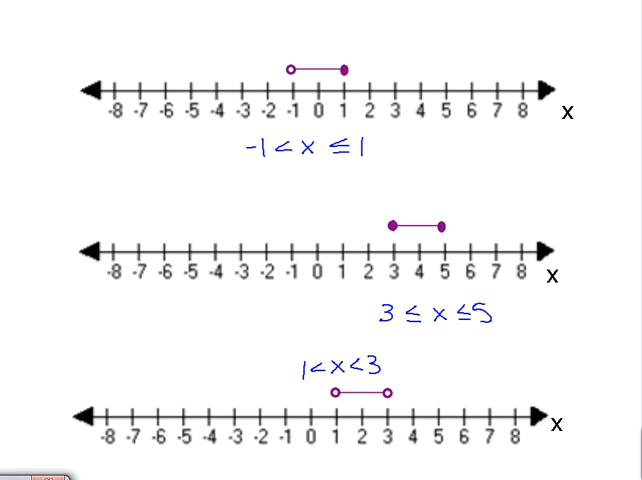 -8 -7 -6 -5 -4 -3 -2 -1 0 1 2 3 4 5 6 7 8 x
-1 < x ≤ 1
-8 -7 -6 -5 -4 -3 -2 -1 0 1 2 3 4 5 6 7 8 x
3 ≤ x ≤ 5
1 < x < 3
-8 -7 -6 -5 -4 -3 -2 -1 0 1 2 3 4 5 6 7 8 x